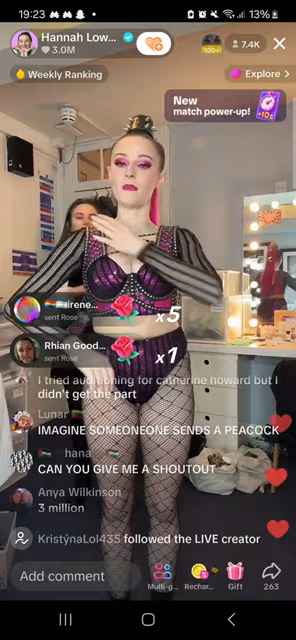 19:23
13%
Hannah Low...
3.0M
100+
7.4K
Weekly Ranking
Explore >
New
match power-up!
10s
irene...
sent Rose
x5
Rhian Good...
sent Rose
x1
I tried auditioning for catherine howard but I
didn't get the part
Lunar
IMAGINE SOMEONEONE SENDS A PEACOCK
hana
CAN YOU GIVE ME A SHOUTOUT
Anya Wilkinson
3 million
KristýnaLol435 followed the LIVE creator
Add comment
Multi-g...
Rechar...
Gift
263